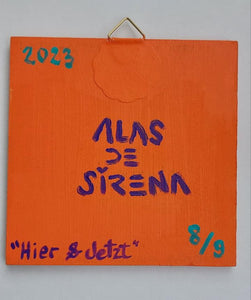 2023
ALAS
DE
SIRENA
"Hier & Jetzt"
8/9